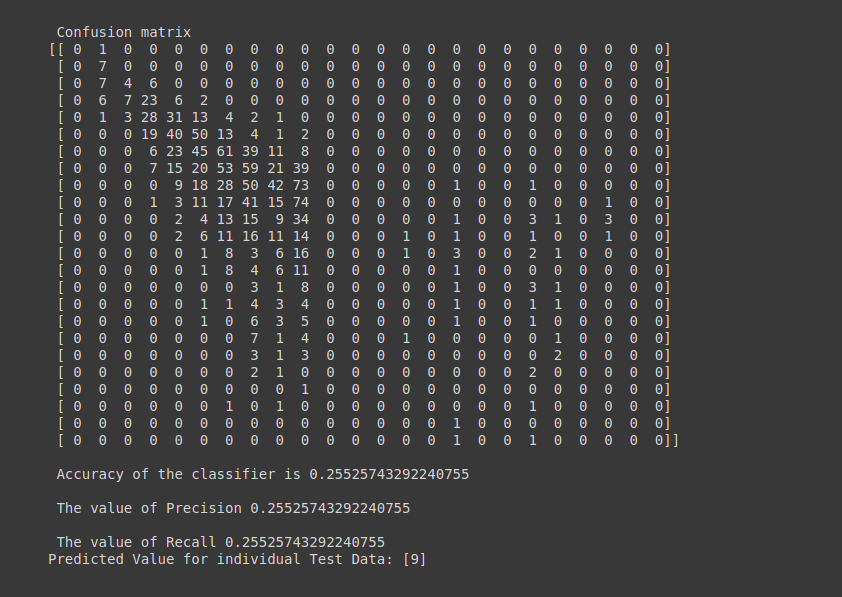 Confusion matrix
[[ 0  1  0  0  0  0  0  0  0  0  0  0  0  0  0  0  0  0  0  0  0  0  0  0]
 [ 0  7  0  0  0  0  0  0  0  0  0  0  0  0  0  0  0  0  0  0  0  0  0  0]
 [ 0  7  4  6  0  0  0  0  0  0  0  0  0  0  0  0  0  0  0  0  0  0  0  0]
 [ 0  6  7 23  6  2  0  0  0  0  0  0  0  0  0  0  0  0  0  0  0  0  0  0]
 [ 0  1  3 28 31 13  4  2  1  0  0  0  0  0  0  0  0  0  0  0  0  0  0  0]
 [ 0  0  0 19 40 50 13  4  1  2  0  0  0  0  0  0  0  0  0  0  0  0  0  0]
 [ 0  0  0  6 23 45 61 39 11  8  0  0  0  0  0  0  0  0  0  0  0  0  0  0]
 [ 0  0  0  7 15 20 53 59 21 39  0  0  0  0  0  0  0  0  0  0  0  0  0  0]
 [ 0  0  0  0  9 18 28 50 42 73  0  0  0  0  0  1  0  0  1  0  0  0  0  0]
 [ 0  0  0  1  3 11 17 41 15 74  0  0  0  0  0  0  0  0  0  0  0  1  0  0]
 [ 0  0  0  0  2  4 13 15  9 34  0  0  0  0  0  1  0  0  3  1  0  3  0  0]
 [ 0  0  0  0  2  6 11 16 11 14  0  0  0  1  0  1  0  0  1  0  0  1  0  0]
 [ 0  0  0  0  0  1  8  3  6 16  0  0  0  1  0  3  0  0  2  1  0  0  0  0]
 [ 0  0  0  0  0  1  8  4  6 11  0  0  0  0  0  1  0  0  0  0  0  0  0  0]
 [ 0  0  0  0  0  0  0  3  1  8  0  0  0  0  0  1  0  0  3  1  0  0  0  0]
 [ 0  0  0  0  0  1  1  4  3  4  0  0  0  0  0  1  0  0  1  1  0  0  0  0]
 [ 0  0  0  0  0  1  0  6  3  5  0  0  0  0  0  1  0  0  1  0  0  0  0  0]
 [ 0  0  0  0  0  0  0  7  1  4  0  0  0  1  0  0  0  0  0  1  0  0  0  0]
 [ 0  0  0  0  0  0  0  3  1  3  0  0  0  0  0  0  0  0  0  2  0  0  0  0]
 [ 0  0  0  0  0  0  0  2  1  0  0  0  0  0  0  0  0  0  2  0  0  0  0  0]
 [ 0  0  0  0  0  0  0  0  0  1  0  0  0  0  0  0  0  0  0  0  0  0  0  0]
 [ 0  0  0  0  0  0  1  0  1  0  0  0  0  0  0  0  0  0  1  0  0  0  0  0]
 [ 0  0  0  0  0  0  0  0  0  0  0  0  0  0  0  1  0  0  0  0  0  0  0  0]
 [ 0  0  0  0  0  0  0  0  0  0  0  0  0  0  0  1  0  0  1  0  0  0  0  0]]
Accuracy of the classifier is 0.25525743292240755
The value of Precision 0.25525743292240755
The value of Recall 0.25525743292240755
Predicted Value for individual Test Data: [9]